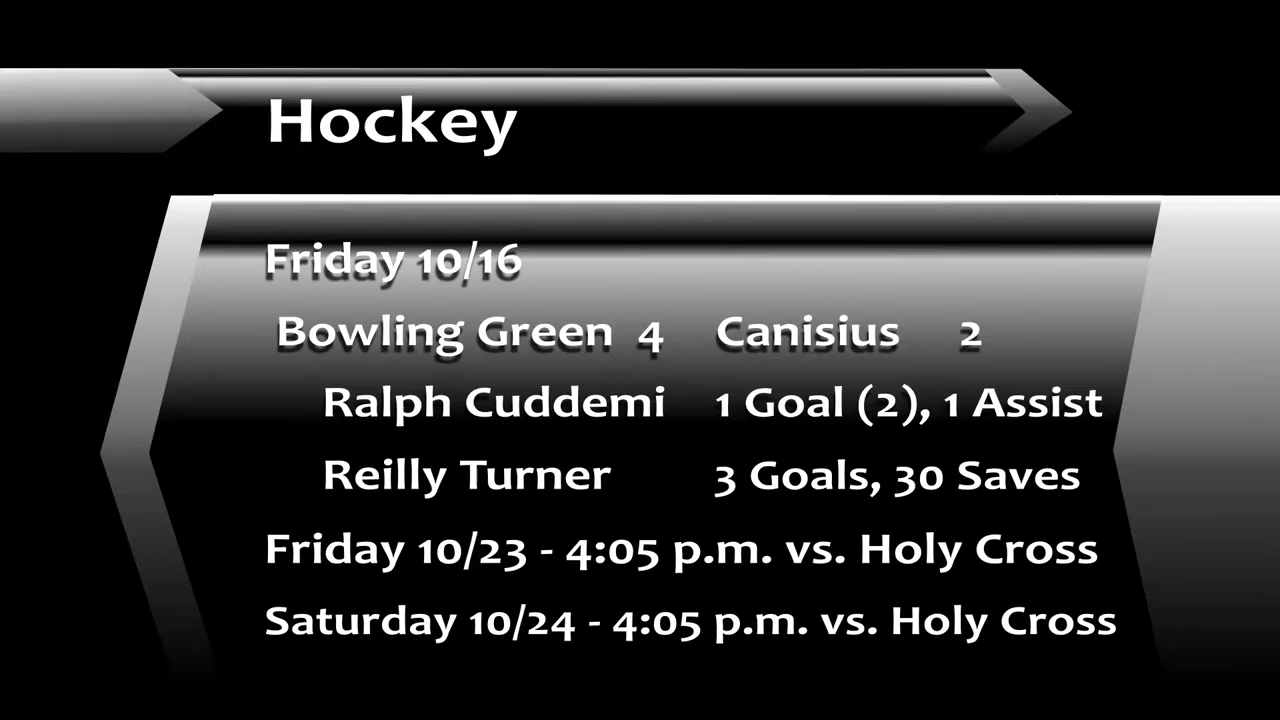 Hockey
Friday 10/16
Bowling Green 4 Canisius 2
Ralph Cuddemi 1 Goal (2), 1 Assist
Reilly Turner 3 Goals, 30 Saves
Friday 10/23 - 4:05 p.m. vs. Holy Cross
Saturday 10/24 - 4:05 p.m. vs. Holy Cross